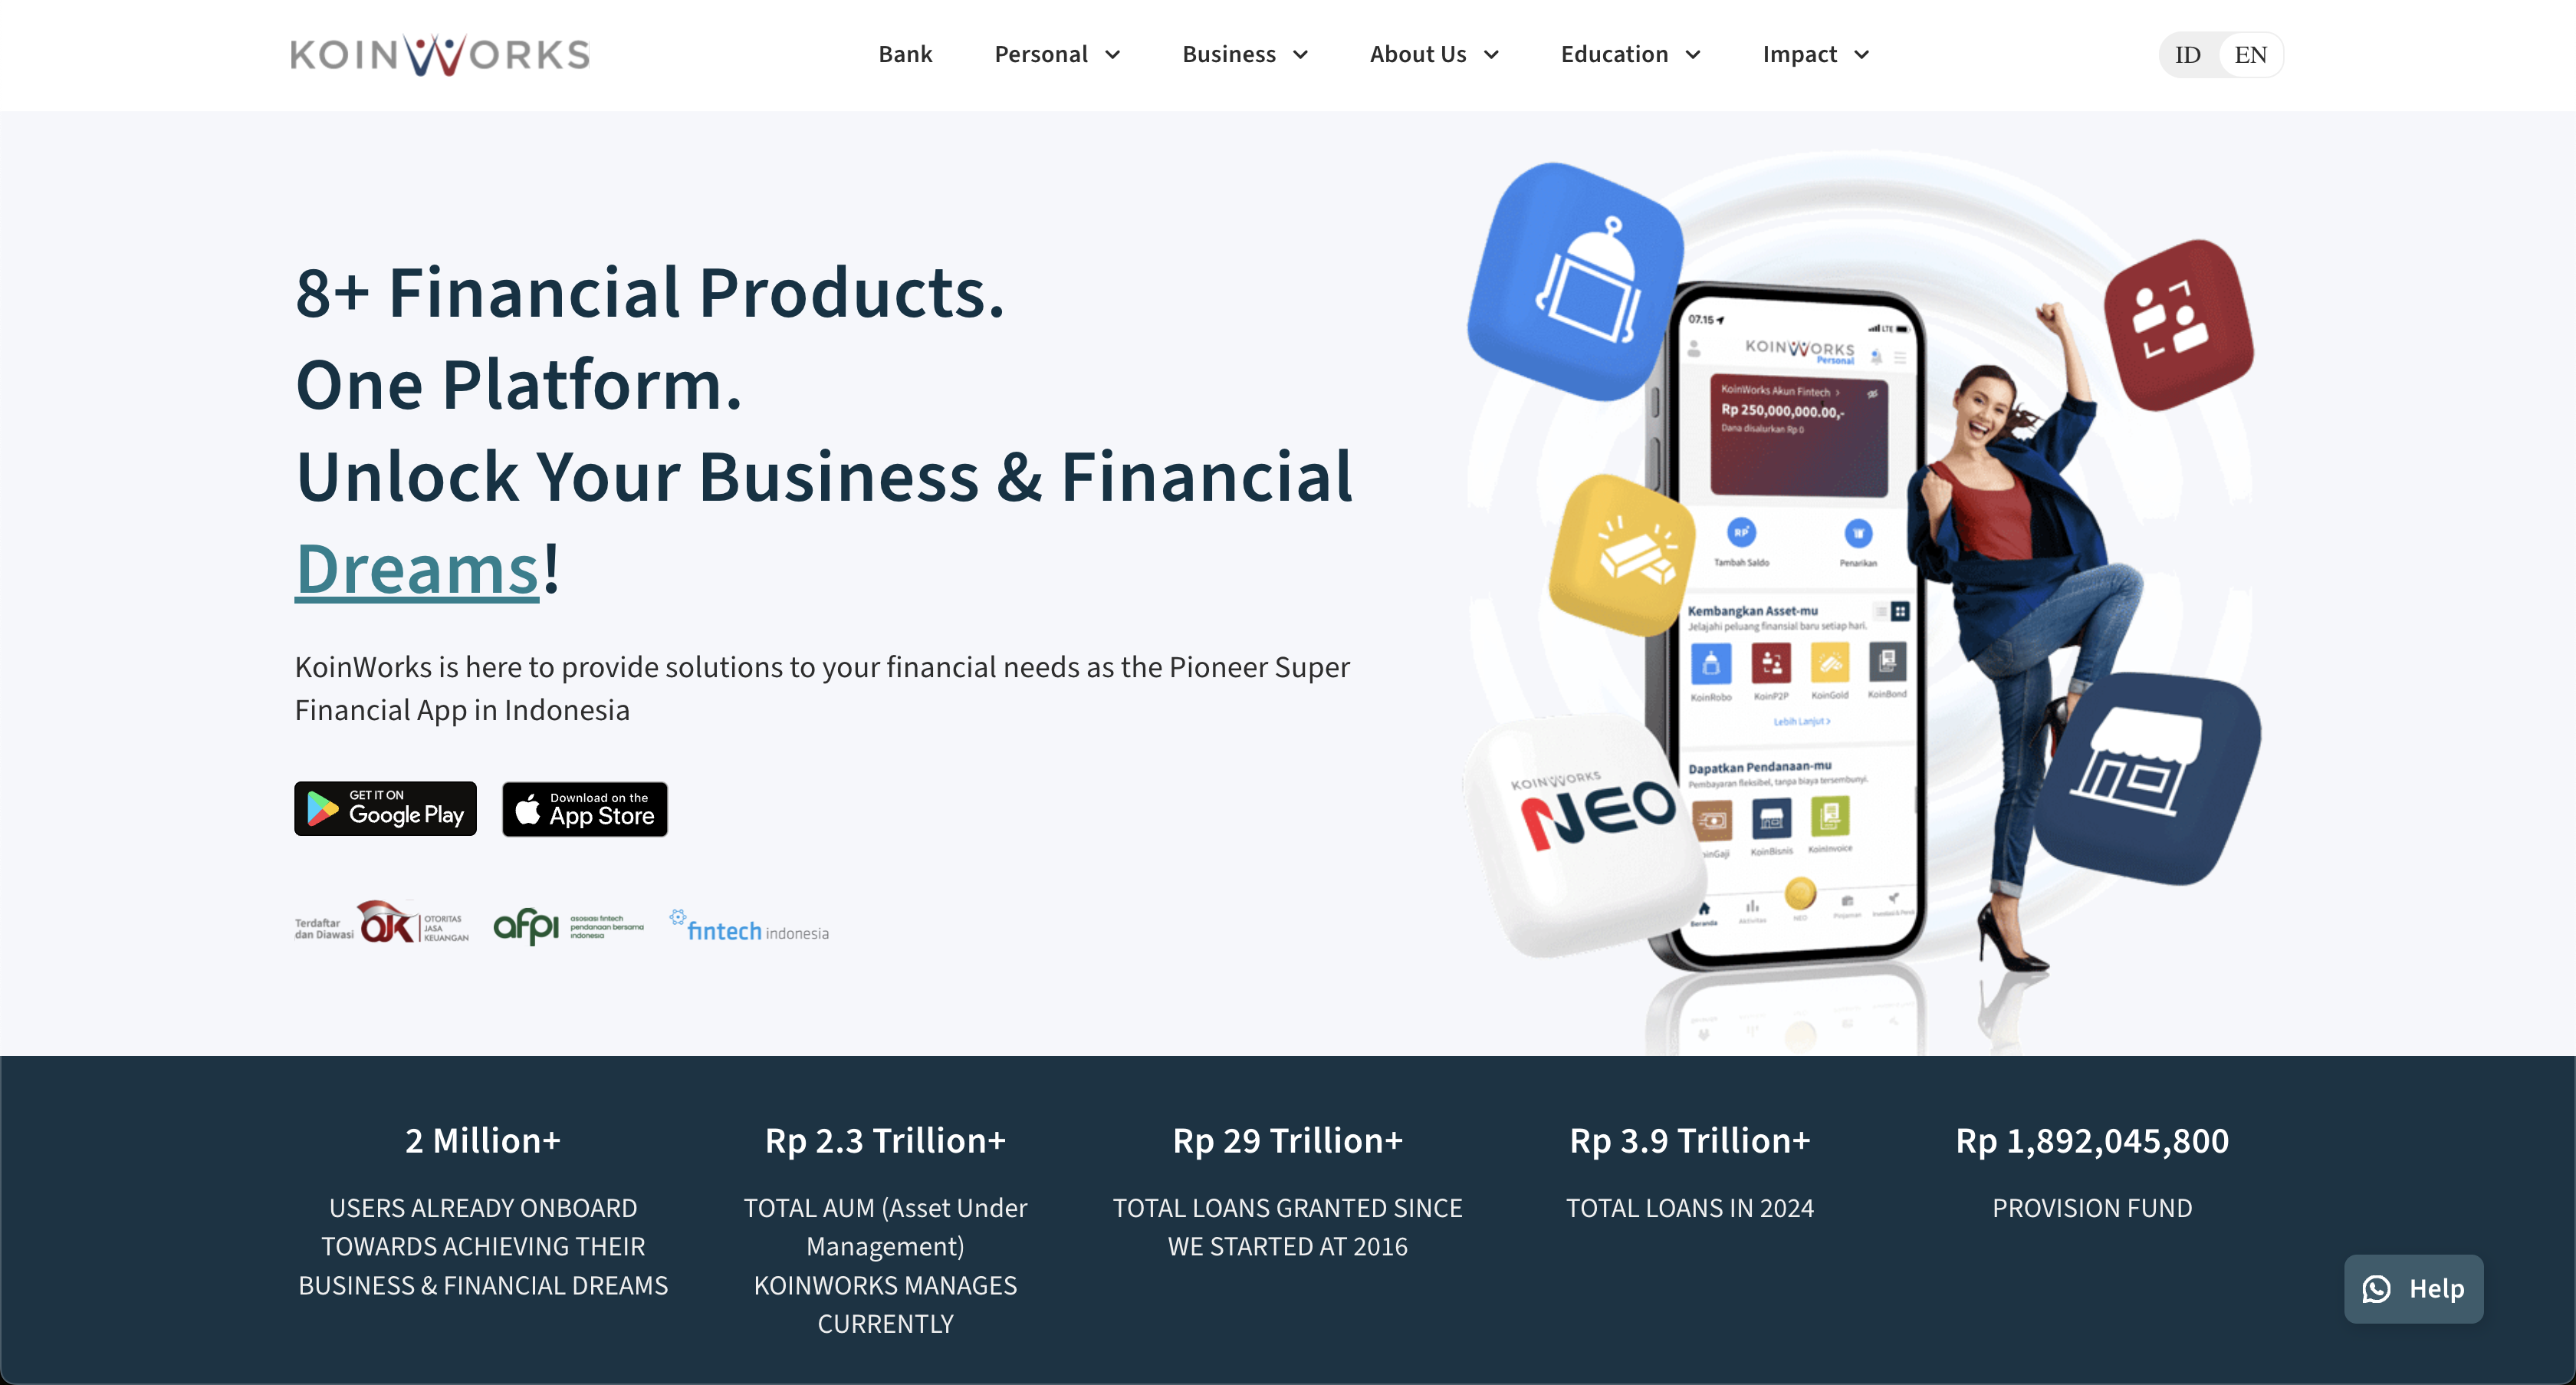 KOINWORKS
Bank
Personal
Business
About Us
Education
Impact
ID
EN
8+ Financial Products.
One Platform.
Unlock Your Business & Financial
Dreams!
KoinWorks is here to provide solutions to your financial needs as the Pioneer Super
Financial App in Indonesia
GET IT ON
Google Play
Download on the
App Store
Terdaftar
dan Diawasi
OJK
OTORITAS
JASA
KEUANGAN
afpi
asosiasi fintech
pendanaan bersama
indonesia
fintech indonesia
07.15
LTE
KOINWORKS
Personal
KoinWorks Akun Fintech >
Rp 250,000,000.00,-
Dana disalurkan Rp 0
RP
Tambah Saldo
Penarikan
Kembangkan Asset-mu
Jelajahi peluang finansial baru setiap hari.
KoinRobo
KoinP2P
KoinGold
KoinBond
Lebih Lanjut >
Dapatkan Pendanaan-mu
Pembayaran fleksibel, tanpa biaya tersembunyi.
inGaji
KoinBisnis
KoinInvoice
Beranda
Aktivitas
NEO
Pinjaman
KOINWORKS
NEO
2 Million+
USERS ALREADY ONBOARD
TOWARDS ACHIEVING THEIR
BUSINESS & FINANCIAL DREAMS
Rp 2.3 Trillion+
TOTAL AUM (Asset Under
Management)
KOINWORKS MANAGES
CURRENTLY
Rp 29 Trillion+
TOTAL LOANS GRANTED SINCE
WE STARTED AT 2016
Rp 3.9 Trillion+
TOTAL LOANS IN 2024
Rp 1,892,045,800
PROVISION FUND
Help